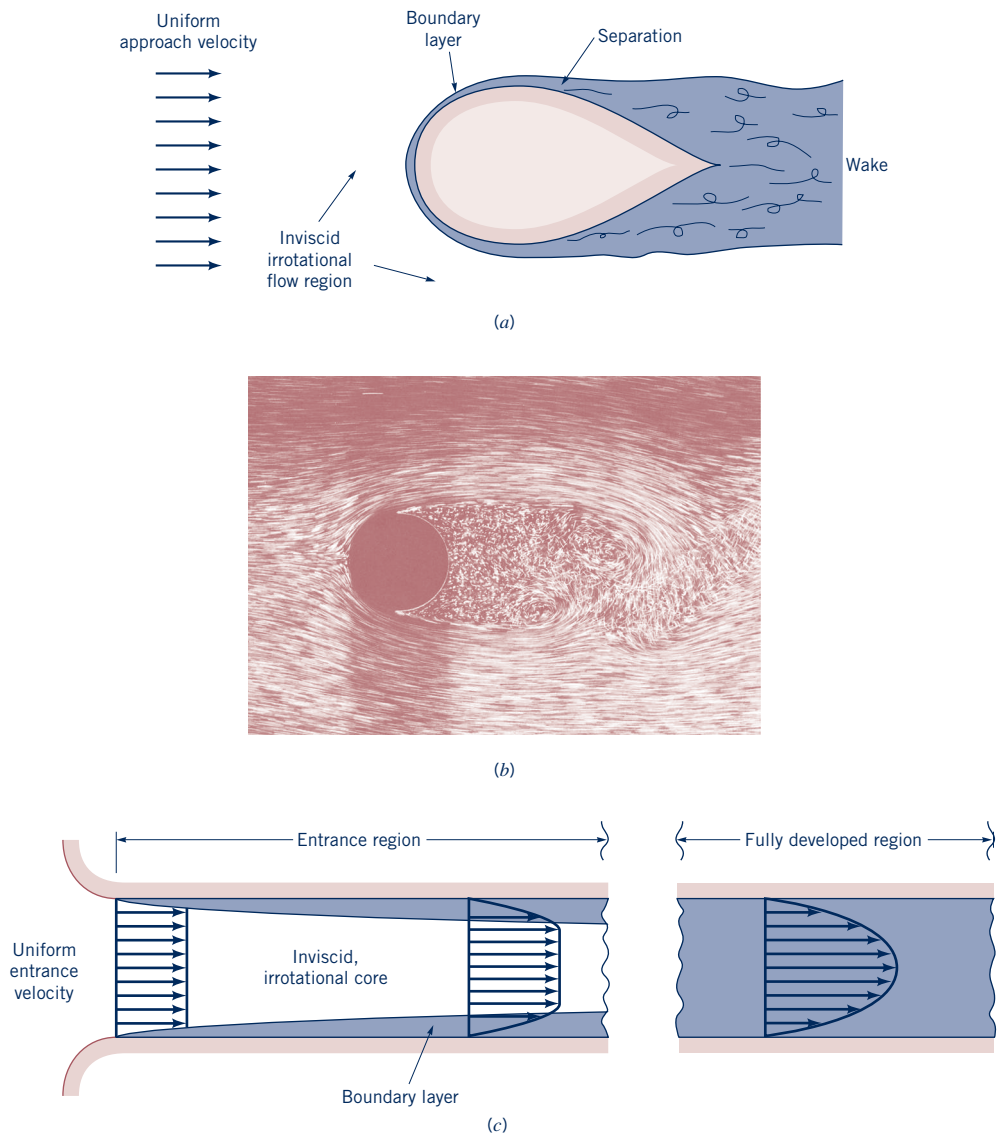 Uniform
approach velocity
Boundary
layer
Separation
Wake
Inviscid
irrotational
flow region
(a)
(b)
Entrance region
Fully developed region
Uniform
entrance
velocity
Inviscid,
irrotational core
Boundary layer
(c)